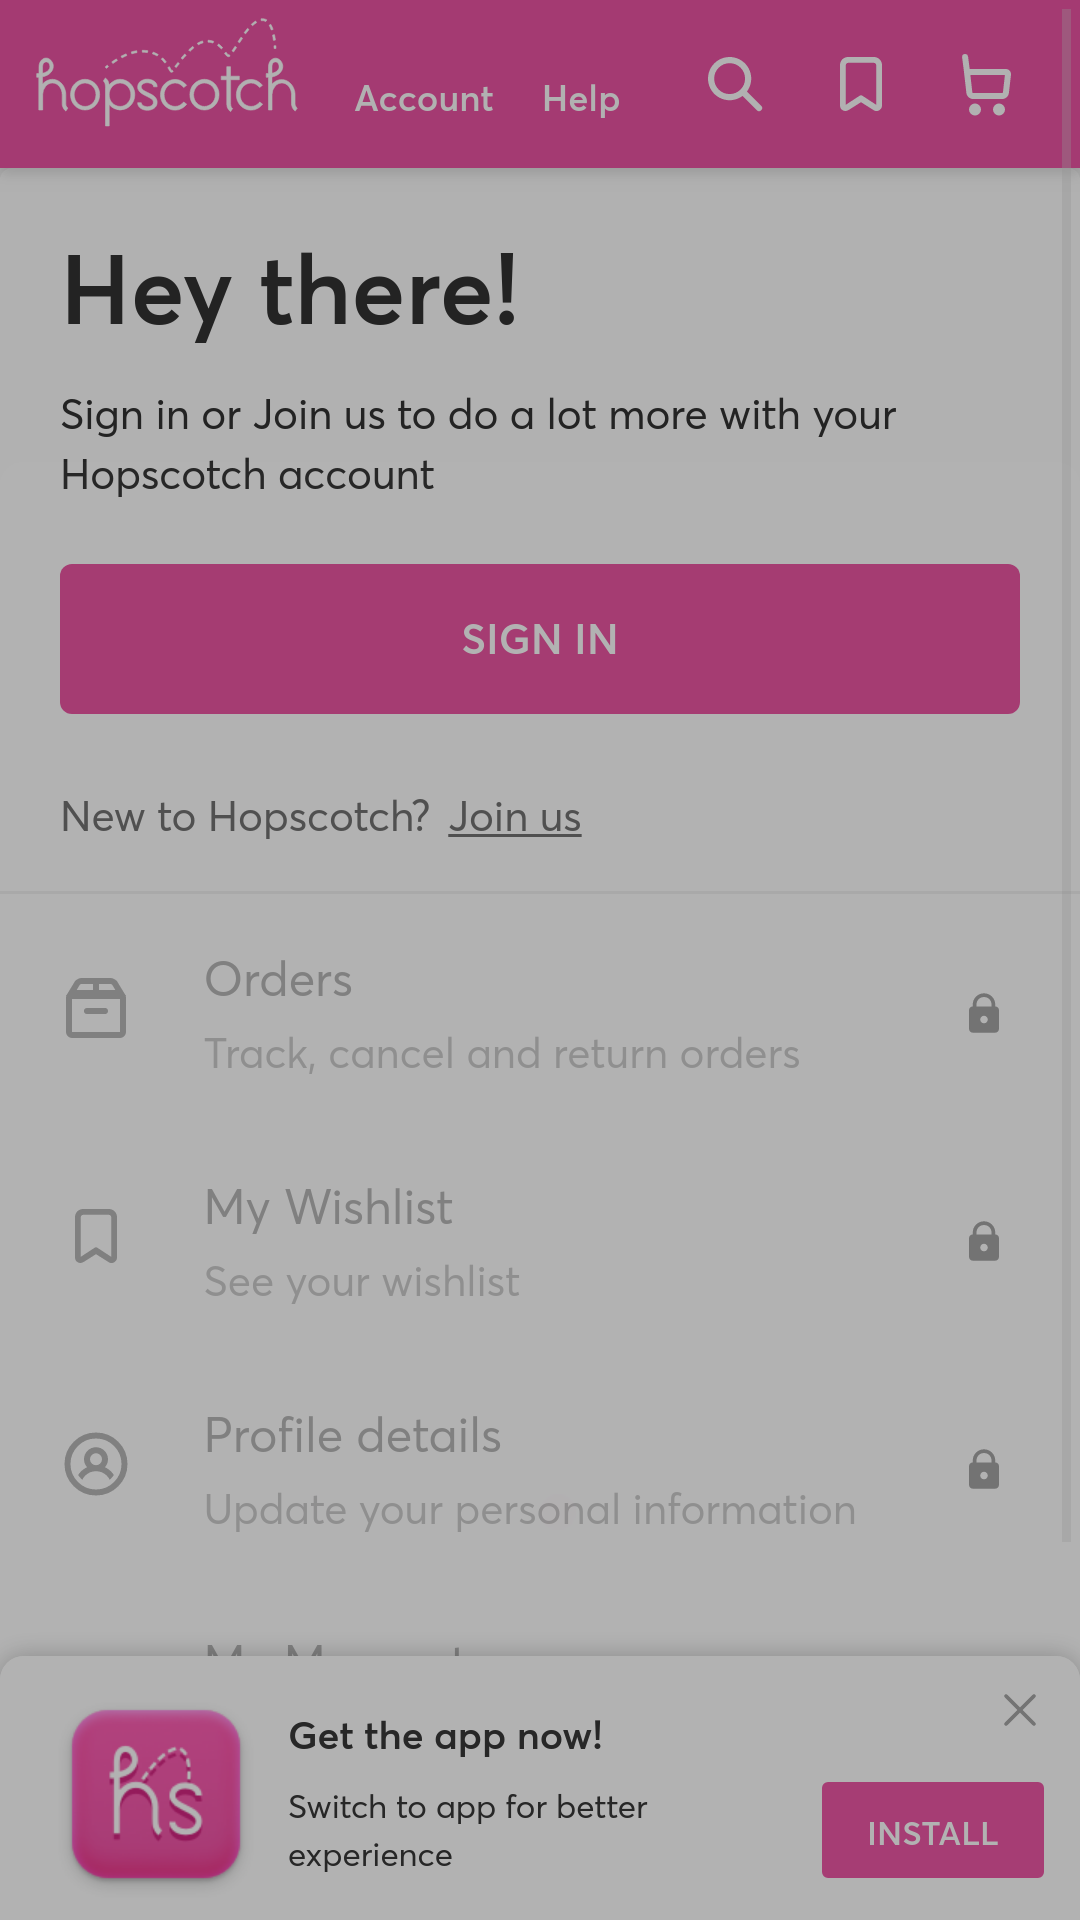 hopscotch
Account
Help
Hey there!
Sign in or Join us to do a lot more with your
Hopscotch account
SIGN IN
New to Hopscotch? Join us
Orders
Track, cancel and return orders
My Wishlist
See your wishlist
Profile details
Update your personal information
Get the app now!
hs
Switch to app for better
experience
INSTALL